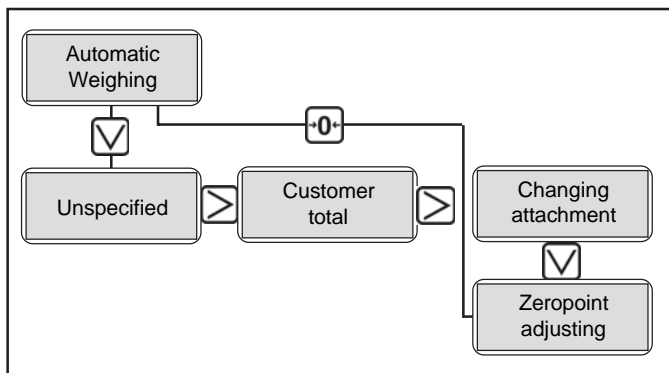 Automatic
Weighing
→0←
Unspecified
Customer
total
Changing
attachment
Zeropoint
adjusting